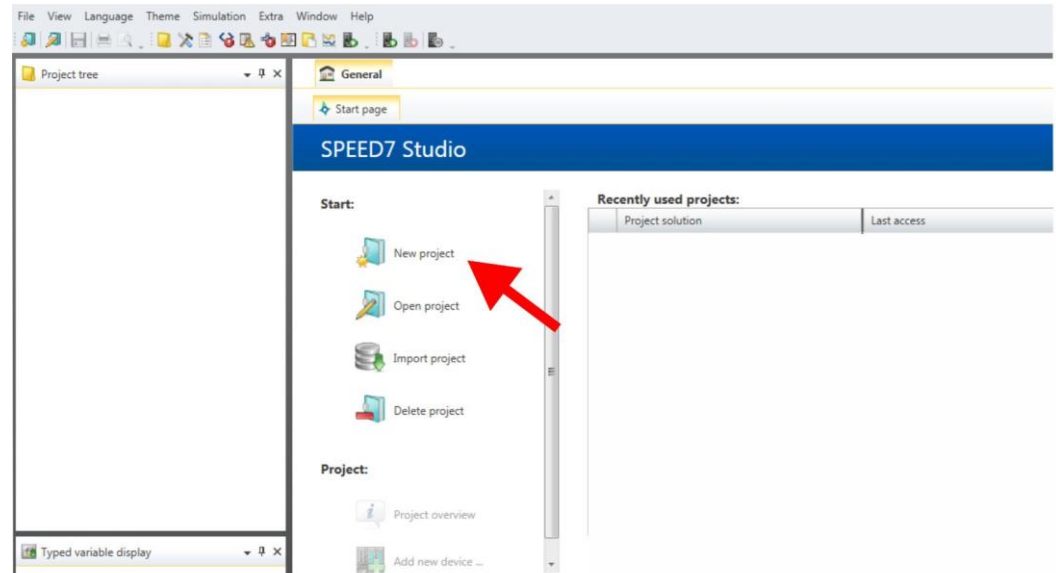 File View Language Theme Simulation Extra Window Help
Project tree
General
Start page
SPEED7 Studio
Start:
New project
Open project
Import project
Delete project
Project:
Project overview
Add new device ...
Recently used projects:
Project solution Last access
Typed variable display